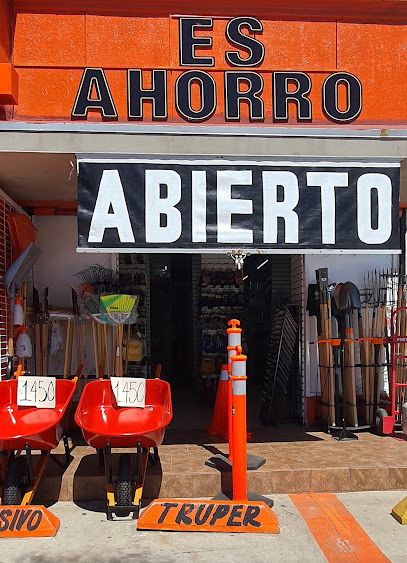 ES
AHORRO
ABIERTO
1450
1450
SIVO
TRUPER